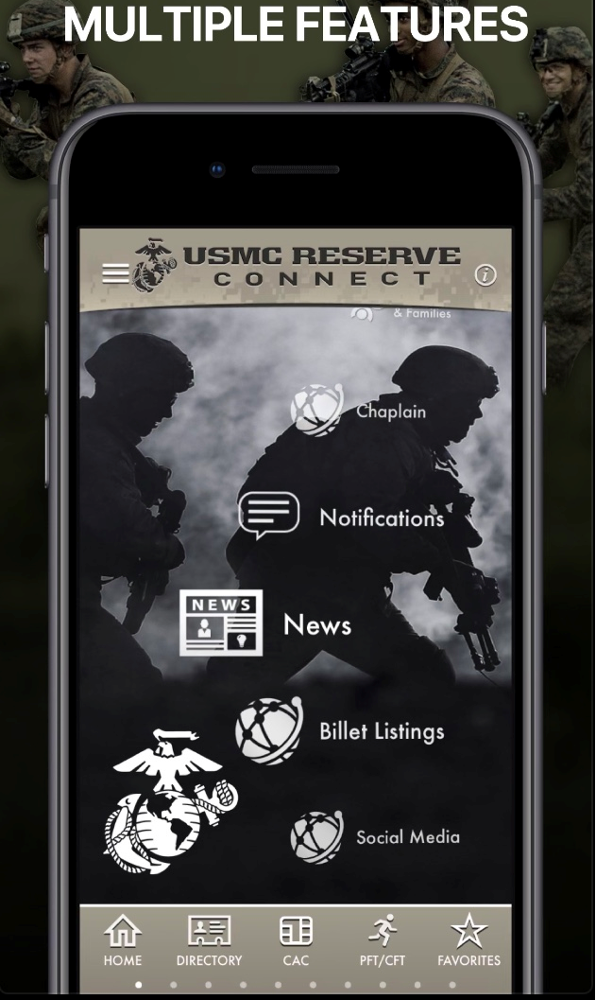 MULTIPLE FEATURES
USMC RESERVE
CONNECT
i
& Families
Chaplain
Notifications
NEWS
News
Billet Listings
Social Media
HOME
DIRECTORY
CAC
PFT/CFT
FAVORITES